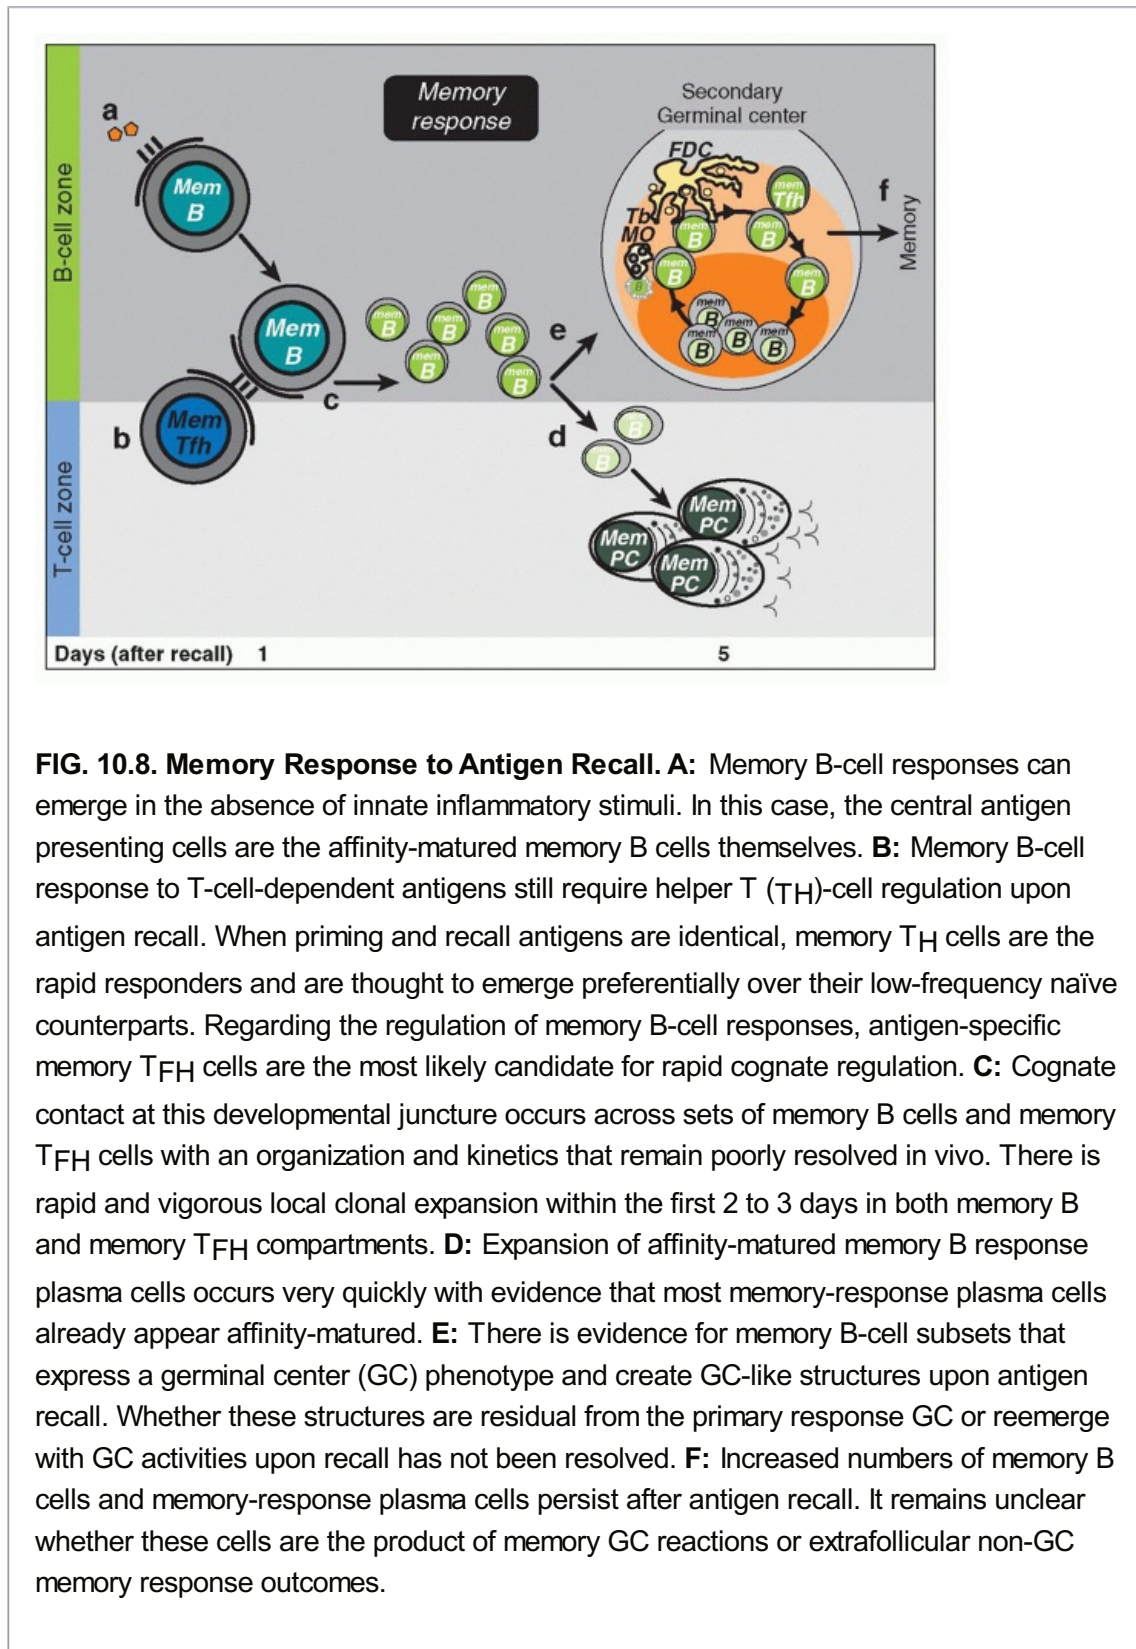 a
Memory
response
Secondary
Germinal center
B-cell zone
Mem
B
FDC
mem
Tfh
f
Memory
Tb
MO
mem
B
mem
B
mem
B
mem
B
B
Mem
B
mem
B
mem
B
mem
B
mem
B
mem
B
mem
B
e
mem
B
mem
B
mem
B
B
c
b
Mem
Tfh
d
B
B
T-cell zone
Mem
PC
Mem
PC
Mem
PC
Days (after recall) 1 5
FIG. 10.8. Memory Response to Antigen Recall. A: Memory B-cell responses can
emerge in the absence of innate inflammatory stimuli. In this case, the central antigen
presenting cells are the affinity-matured memory B cells themselves. B: Memory B-cell
response to T-cell-dependent antigens still require helper T (TH)-cell regulation upon
antigen recall. When priming and recall antigens are identical, memory TH cells are the
rapid responders and are thought to emerge preferentially over their low-frequency naïve
counterparts. Regarding the regulation of memory B-cell responses, antigen-specific
memory TFH cells are the most likely candidate for rapid cognate regulation. C: Cognate
contact at this developmental juncture occurs across sets of memory B cells and memory
TFH cells with an organization and kinetics that remain poorly resolved in vivo. There is
rapid and vigorous local clonal expansion within the first 2 to 3 days in both memory B
and memory TFH compartments. D: Expansion of affinity-matured memory B response
plasma cells occurs very quickly with evidence that most memory-response plasma cells
already appear affinity-matured. E: There is evidence for memory B-cell subsets that
express a germinal center (GC) phenotype and create GC-like structures upon antigen
recall. Whether these structures are residual from the primary response GC or reemerge
with GC activities upon recall has not been resolved. F: Increased numbers of memory B
cells and memory-response plasma cells persist after antigen recall. It remains unclear
whether these cells are the product of memory GC reactions or extrafollicular non-GC
memory response outcomes.